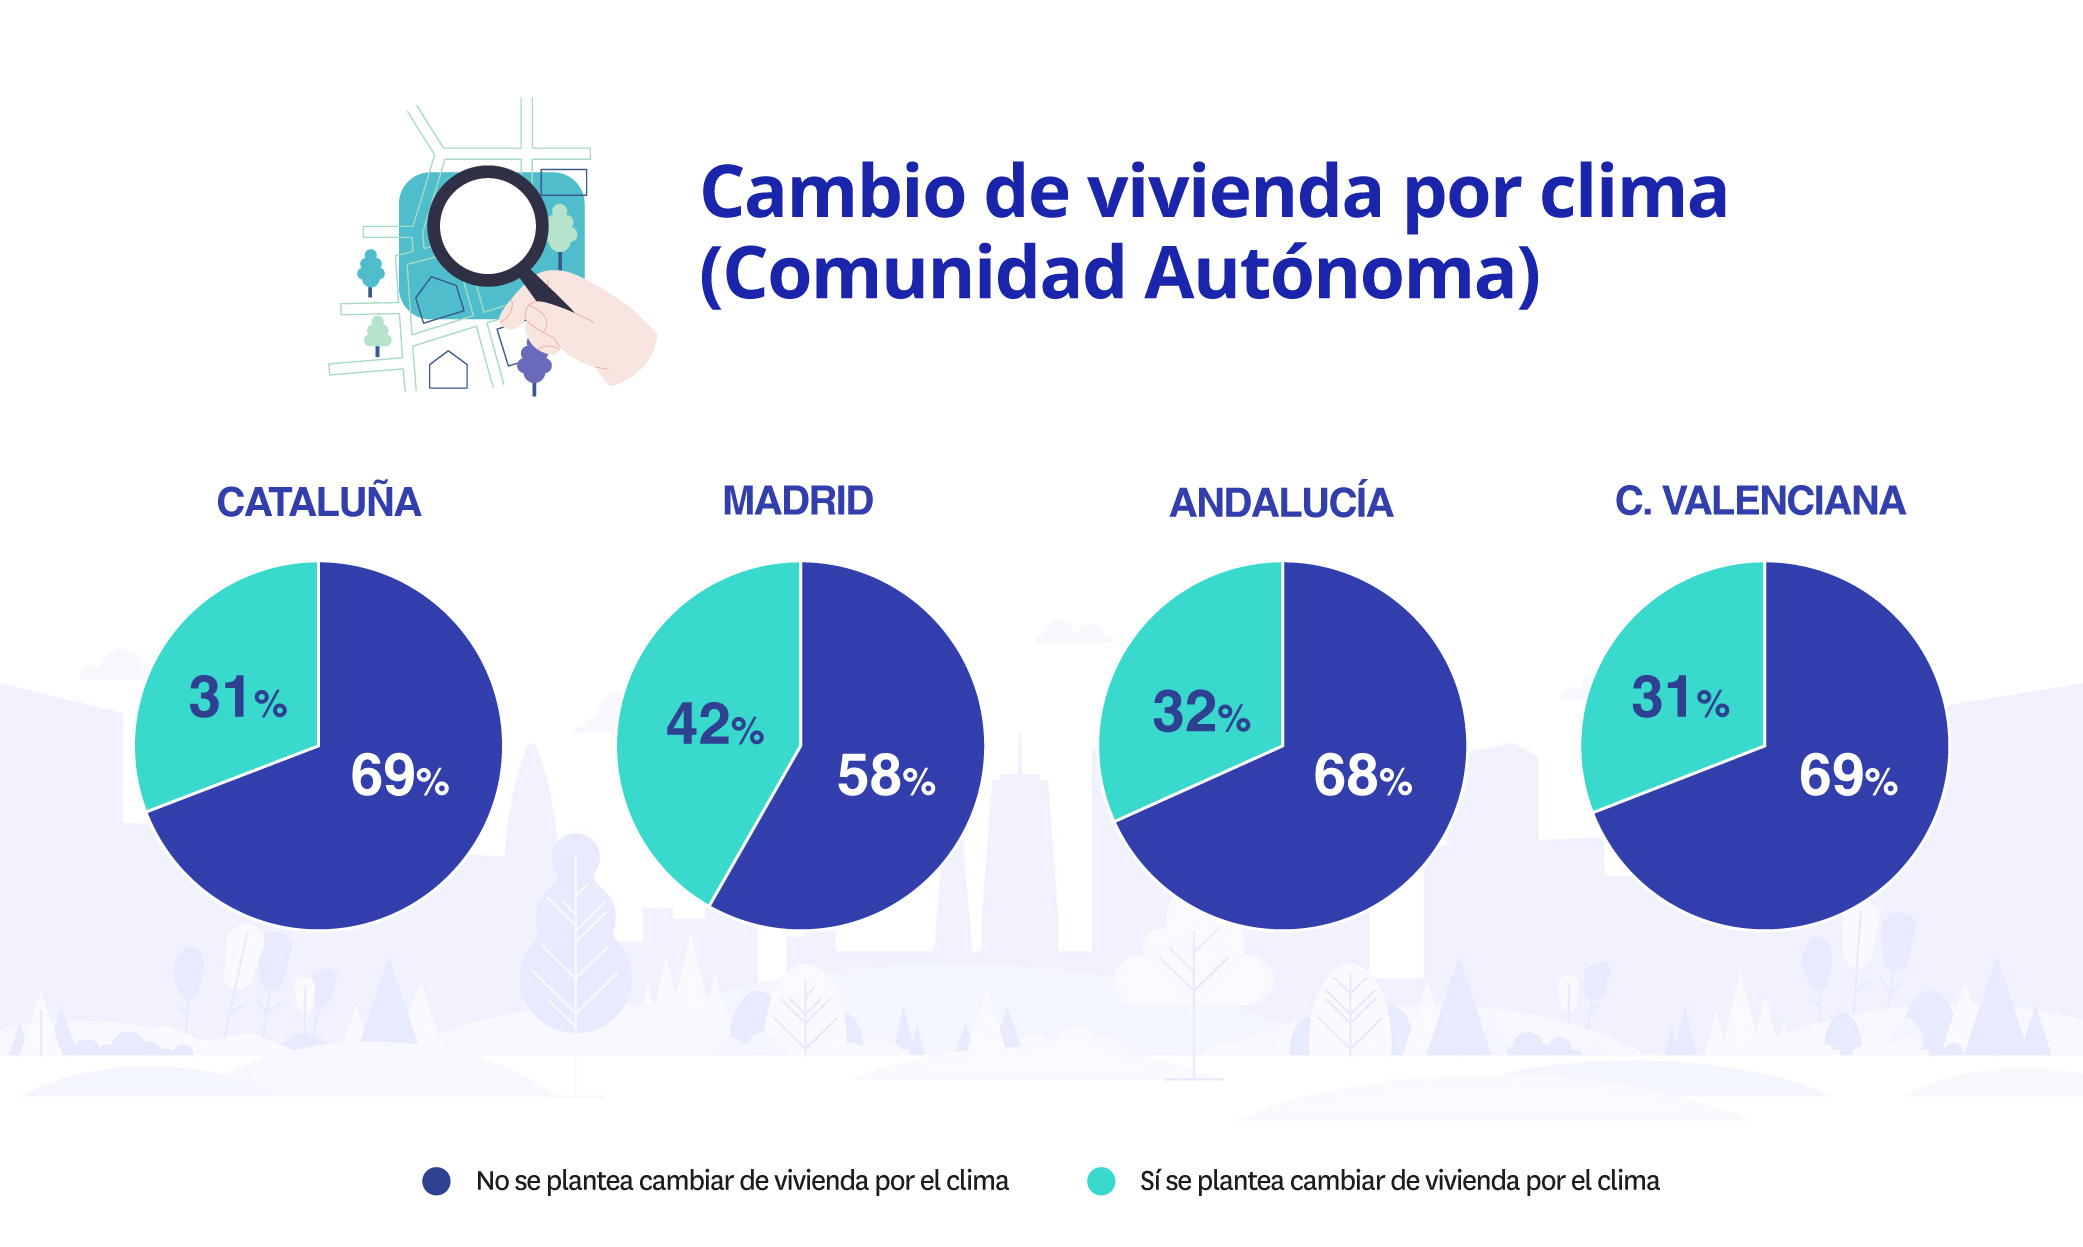 Cambio de vivienda por clima
(Comunidad Autónoma)
CATALUÑA
MADRID
ANDALUCÍA
C. VALENCIANA
31%
69%
42%
58%
32%
68%
31%
69%
No se plantea cambiar de vivienda por el clima
Sí se plantea cambiar de vivienda por el clima